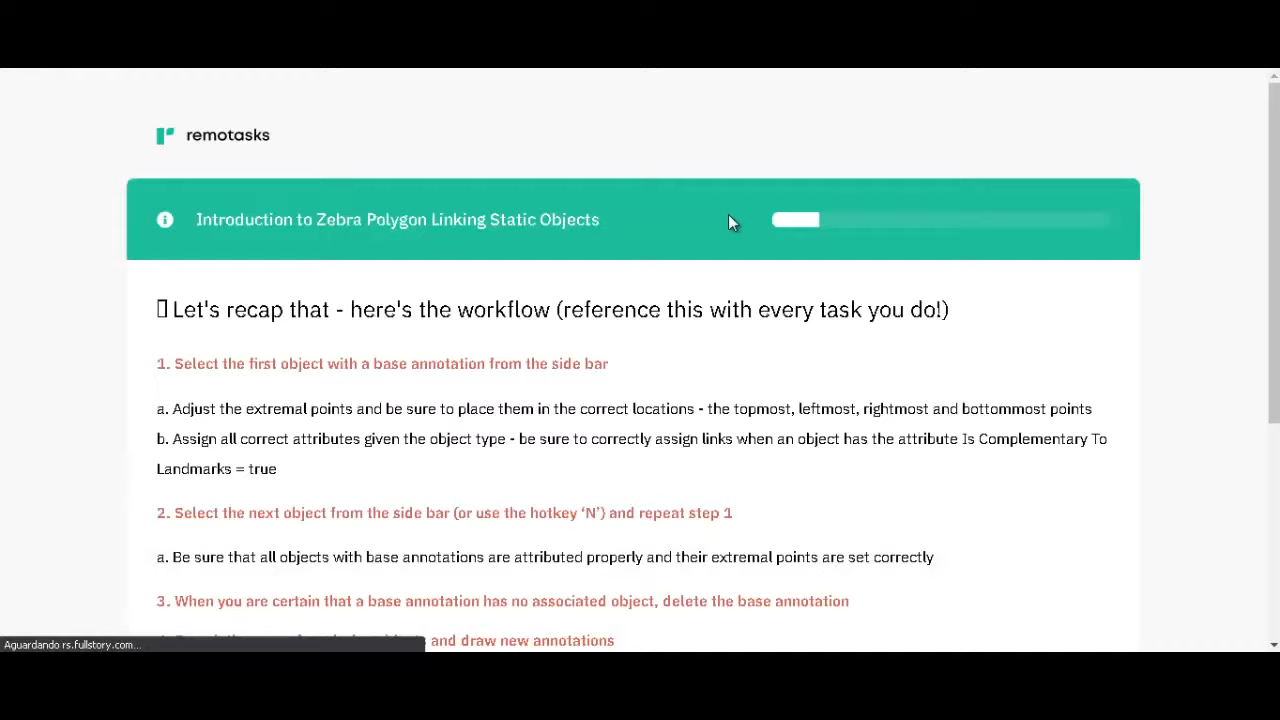 remotasks
Introduction to Zebra Polygon Linking Static Objects
Let's recap that - here's the workflow (reference this with every task you do!)
1. Select the first object with a base annotation from the side bar
a. Adjust the extremal points and be sure to place them in the correct locations - the topmost, leftmost, rightmost and bottommost points
b. Assign all correct attributes given the object type - be sure to correctly assign links when an object has the attribute Is Complementary To
Landmarks = true
2. Select the next object from the side bar (or use the hotkey ‘N’) and repeat step 1
a. Be sure that all objects with base annotations are attributed properly and their extremal points are set correctly
3. When you are certain that a base annotation has no associated object, delete the base annotation
and draw new annotations
Aguardando rs.fullstory.com...